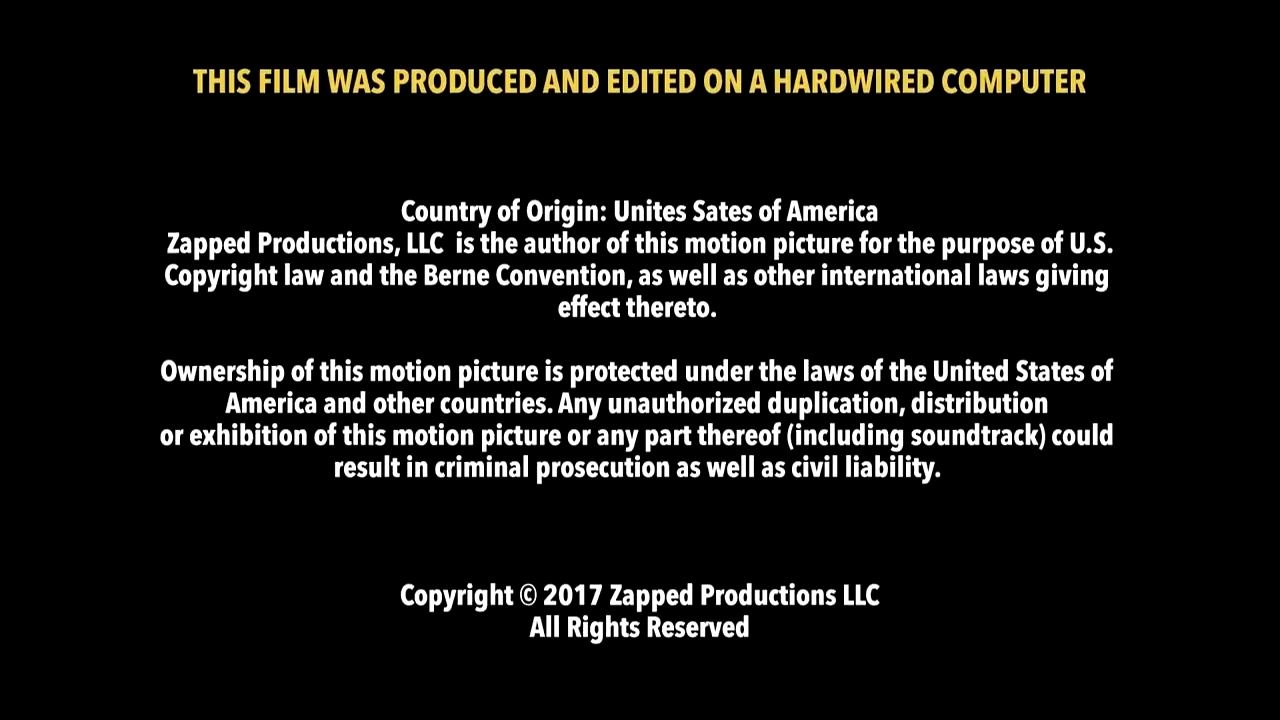 THIS FILM WAS PRODUCED AND EDITED ON A HARDWIRED COMPUTER
Country of Origin: Unites Sates of America
Zapped Productions, LLC  is the author of this motion picture for the purpose of U.S.
Copyright law and the Berne Convention, as well as other international laws giving
effect thereto.
Ownership of this motion picture is protected under the laws of the United States of
America and other countries. Any unauthorized duplication, distribution
or exhibition of this motion picture or any part thereof (including soundtrack) could
result in criminal prosecution as well as civil liability.
Copyright © 2017 Zapped Productions LLC
All Rights Reserved